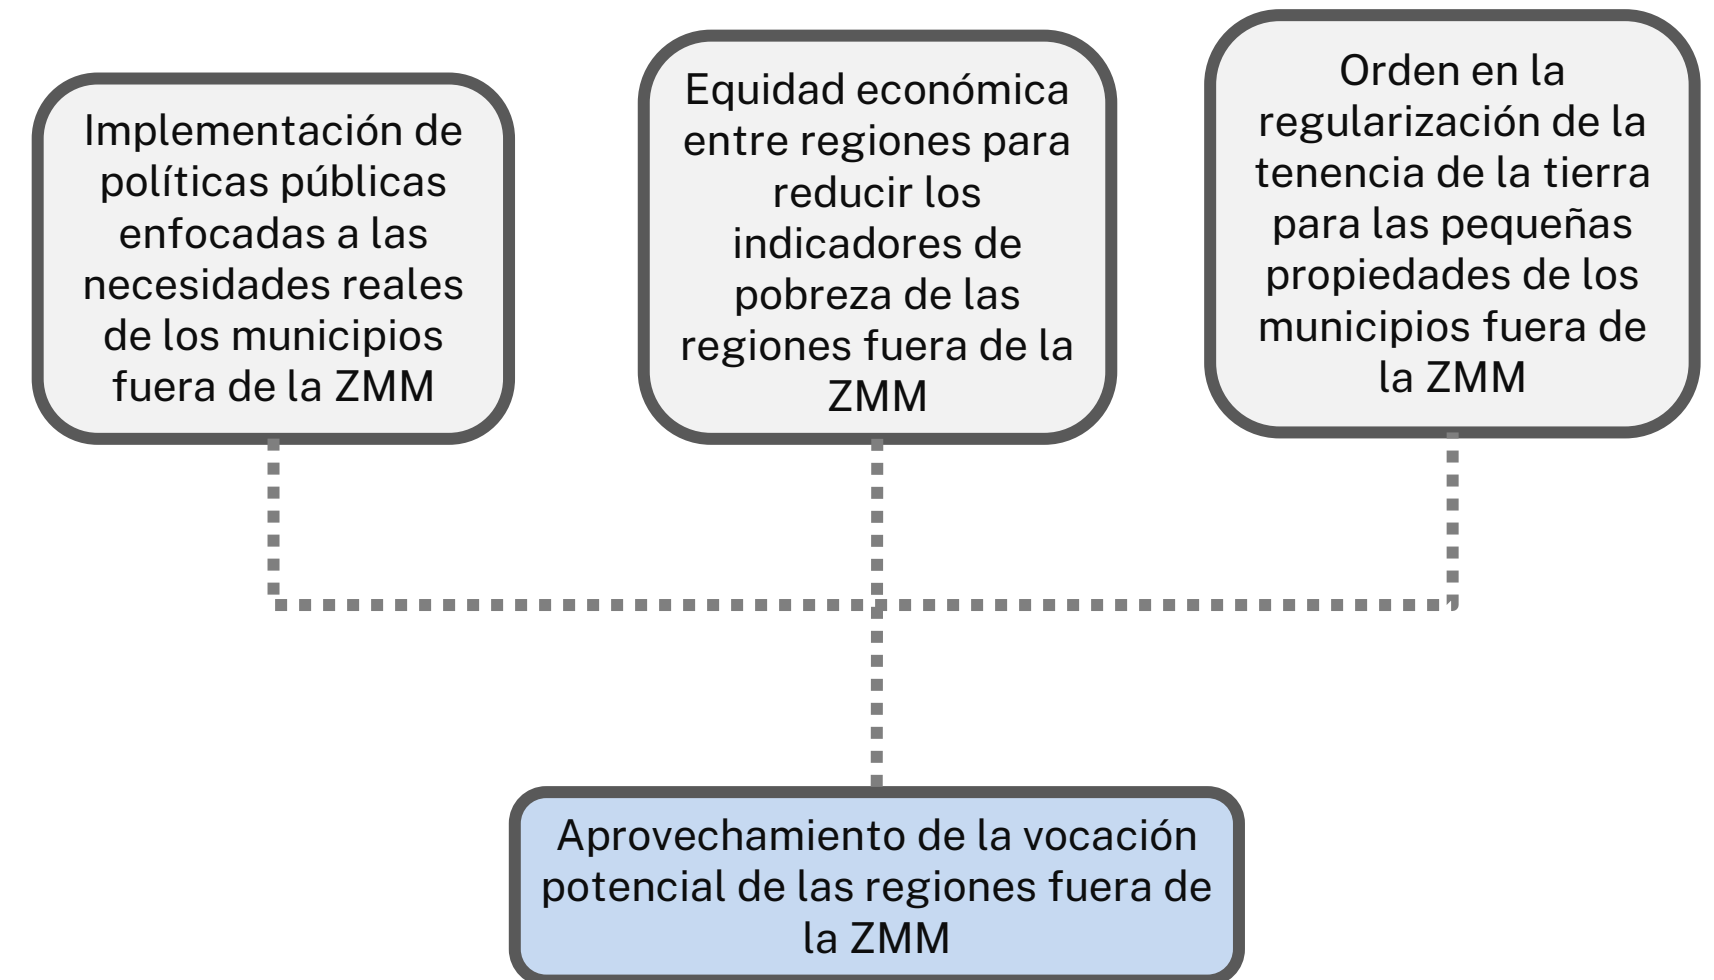 Implementación de
políticas públicas
enfocadas a las
necesidades reales
de los municipios
fuera de la ZMM
Equidad económica
entre regiones para
reducir los
indicadores de
pobreza de las
regiones fuera de la
ZMM
Orden en la
regularización de la
tenencia de la tierra
para las pequeñas
propiedades de los
municipios fuera de
la ZMM
Aprovechamiento de la vocación
potencial de las regiones fuera de
la ZMM